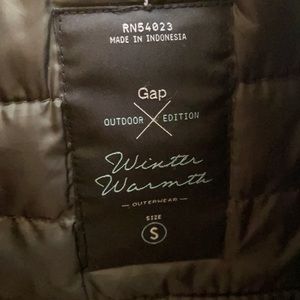 RN54023
MADE IN INDONESIA
Gap
OUTDOOR EDITION
Winter
Warmth
—OUTERWEAR—
SIZE
S